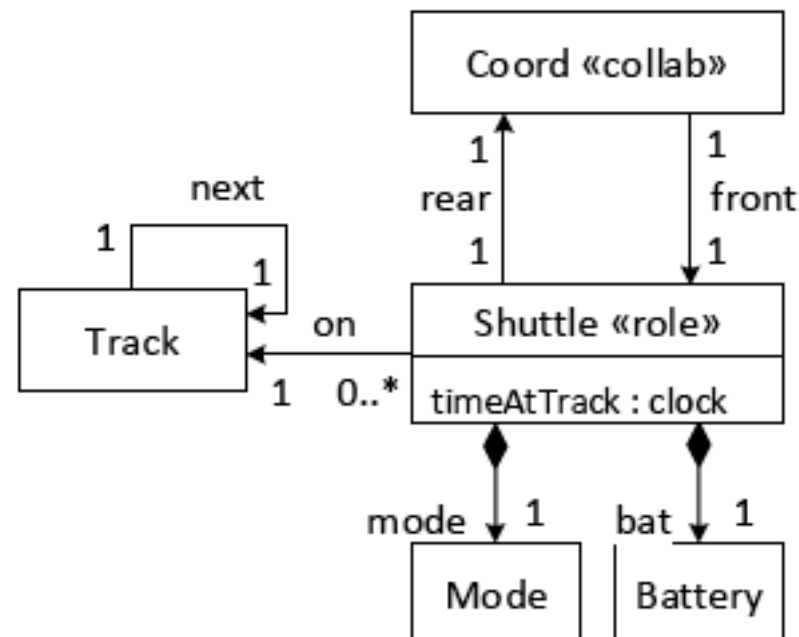 Coord «collab»
1
1
next
rear
front
1
1
1
1
Track
on
Shuttle «role»
1
0..*
timeAtTrack : clock
mode
1
bat
1
Mode
Battery